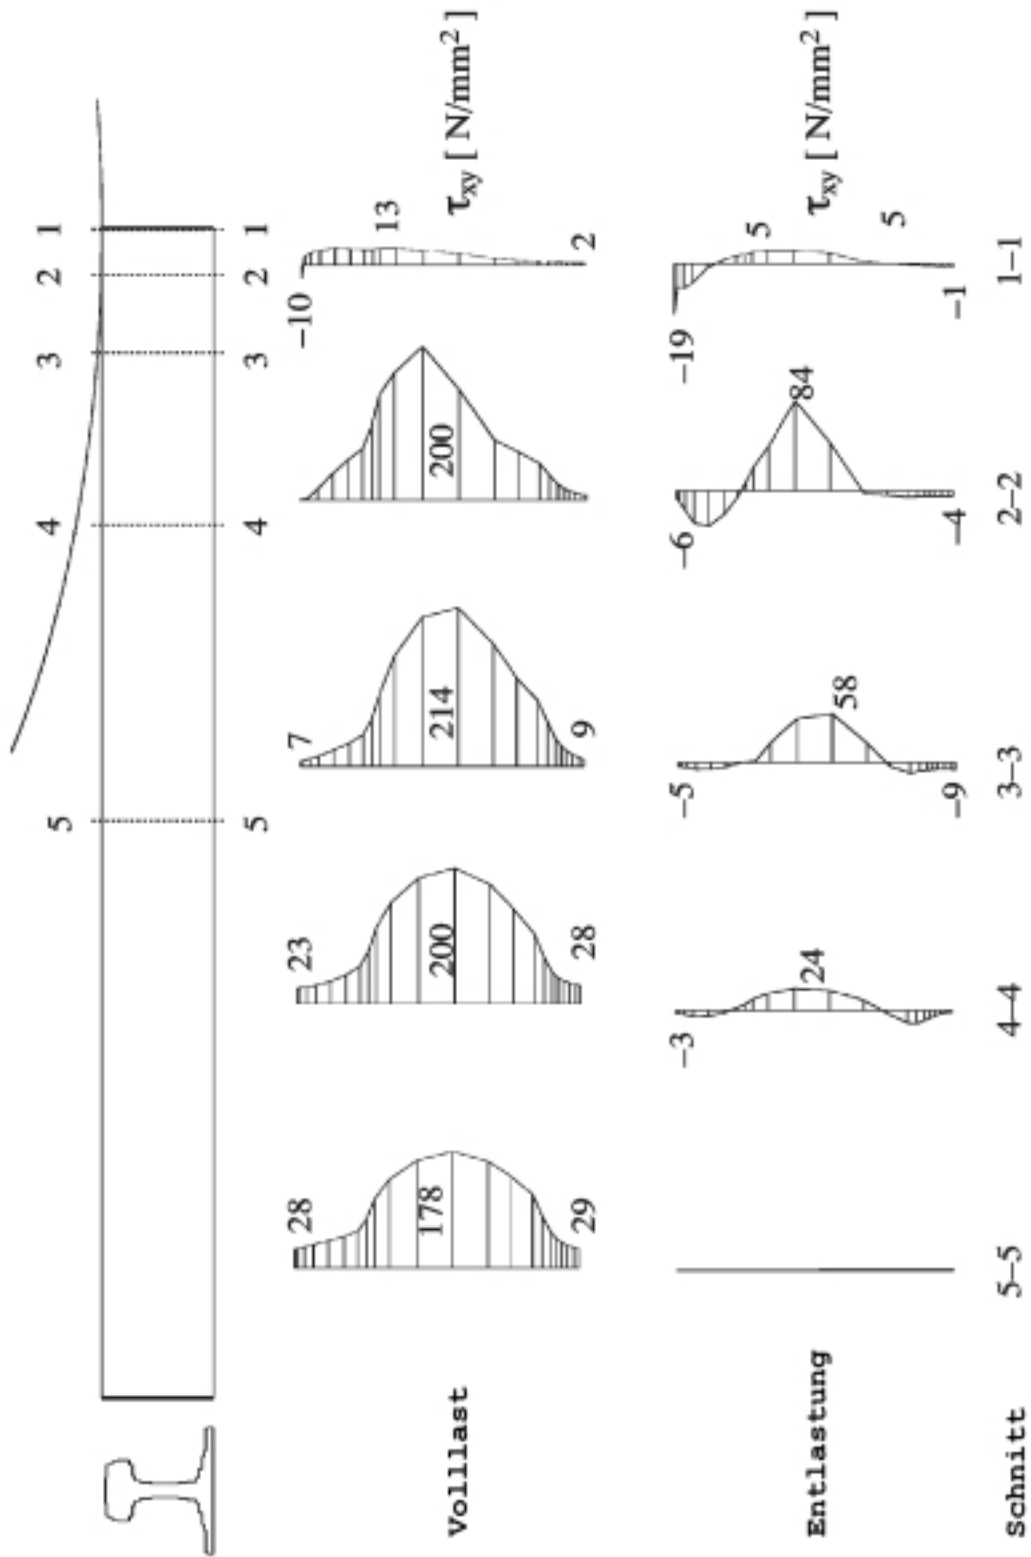 5 4 3 2 1
5 4 3 2 1
28 23 7 –10
13
Volllast 178 200 214 200 τxy [ N/mm² ]
29 28 9 2
–3 –5 –6 –19
5
Entlastung 24 58 84 τxy [ N/mm² ]
5
–9 –4 –1
Schnitt 5–5 4–4 3–3 2–2 1–1